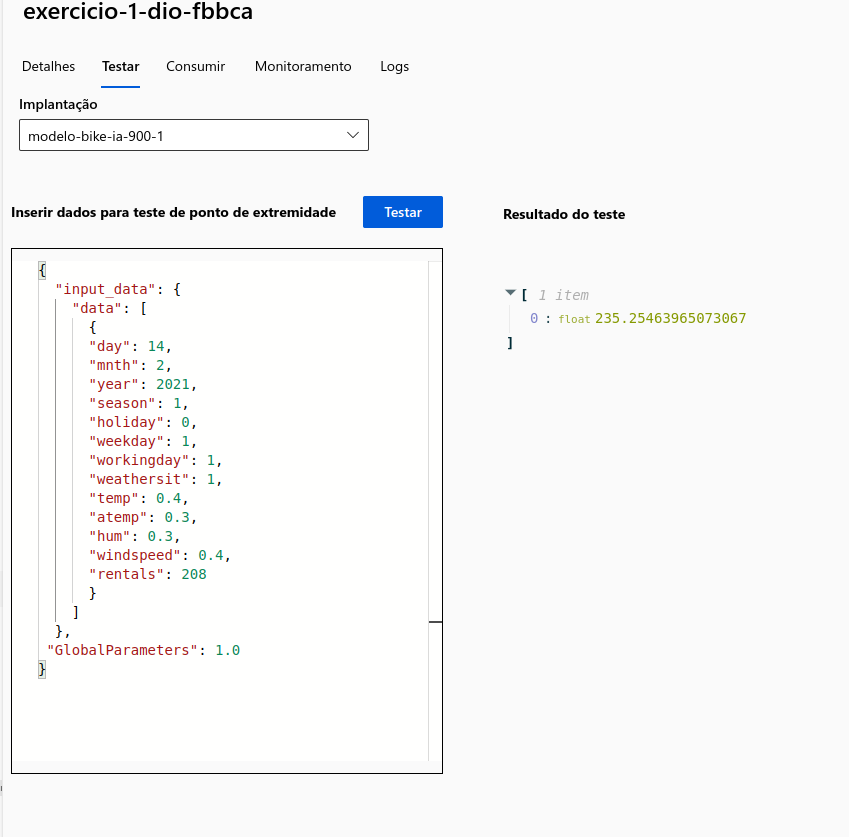 exercicio-1-dio-fbbca
Detalhes Testar Consumir Monitoramento Logs
Implantação
modelo-bike-ia-900-1
Inserir dados para teste de ponto de extremidade Testar
{
"input_data": {
"data": [
{
"day": 14,
"mnth": 2,
"year": 2021,
"season": 1,
"holiday": 0,
"weekday": 1,
"workingday": 1,
"weathersit": 1,
"temp": 0.4,
"atemp": 0.3,
"hum": 0.3,
"windspeed": 0.4,
"rentals": 208
}
]
},
"GlobalParameters": 1.0
}
Resultado do teste
[ 1 item
0 : float 235.25463965073067
]